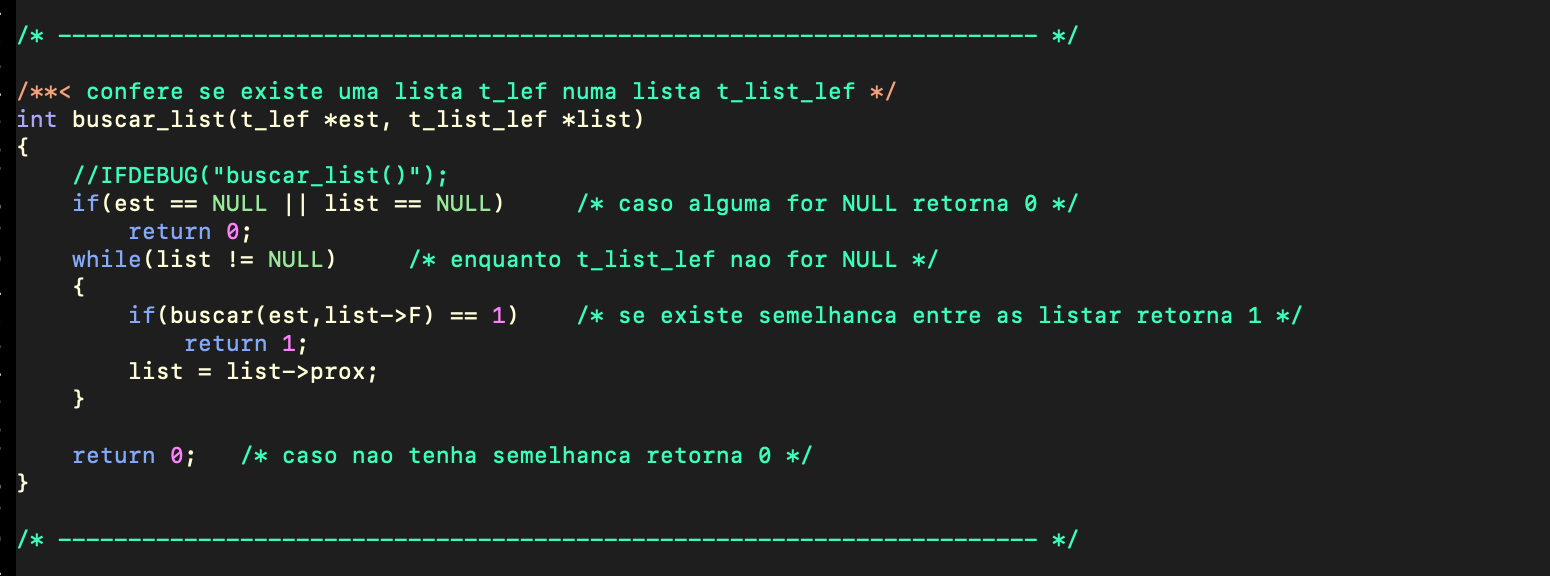 /* ---------------------------------------------------------------------- */
/**< confere se existe uma lista t_lef numa lista t_list_lef */
int buscar_list(t_lef *est, t_list_lef *list)
{
    //IFDEBUG("buscar_list()");
    if(est == NULL || list == NULL)     /* caso alguma for NULL retorna 0 */
        return 0;
    while(list != NULL)     /* enquanto t_list_lef nao for NULL */
    {
        if(buscar(est,list->F) == 1)    /* se existe semelhanca entre as listar retorna 1 */
            return 1;
        list = list->prox;
    }
    return 0;   /* caso nao tenha semelhanca retorna 0 */
}
/* ---------------------------------------------------------------------- */